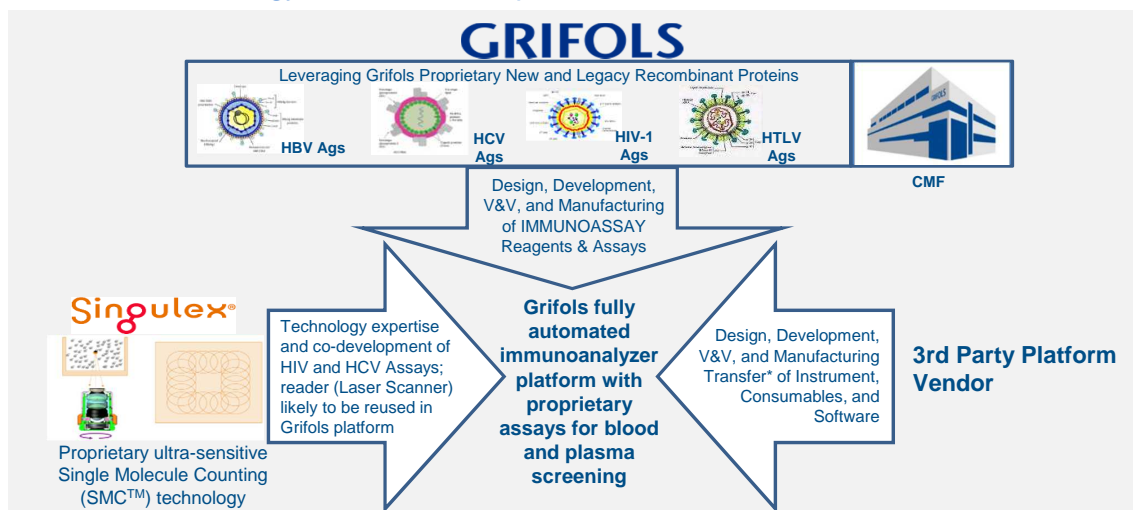 GRIFOLS
Leveraging Grifols Proprietary New and Legacy Recombinant Proteins
HBV Ags
HCV
Ags
HIV-1
Ags
HTLV
Ags
GRIFOLS
CMF
Design, Development,
V&V, and Manufacturing
of IMMUNOASSAY
Reagents & Assays
Singulex®
Technology expertise
and co-development of
HIV and HCV Assays;
reader (Laser Scanner)
likely to be reused in
Grifols platform
Proprietary ultra-sensitive
Single Molecule Counting
(SMC™) technology
Grifols fully
automated
immunoanalyzer
platform with
proprietary
assays for blood
and plasma
screening
Design, Development,
V&V, and Manufacturing
Transfer* of Instrument,
Consumables, and
Software
3rd Party Platform
Vendor